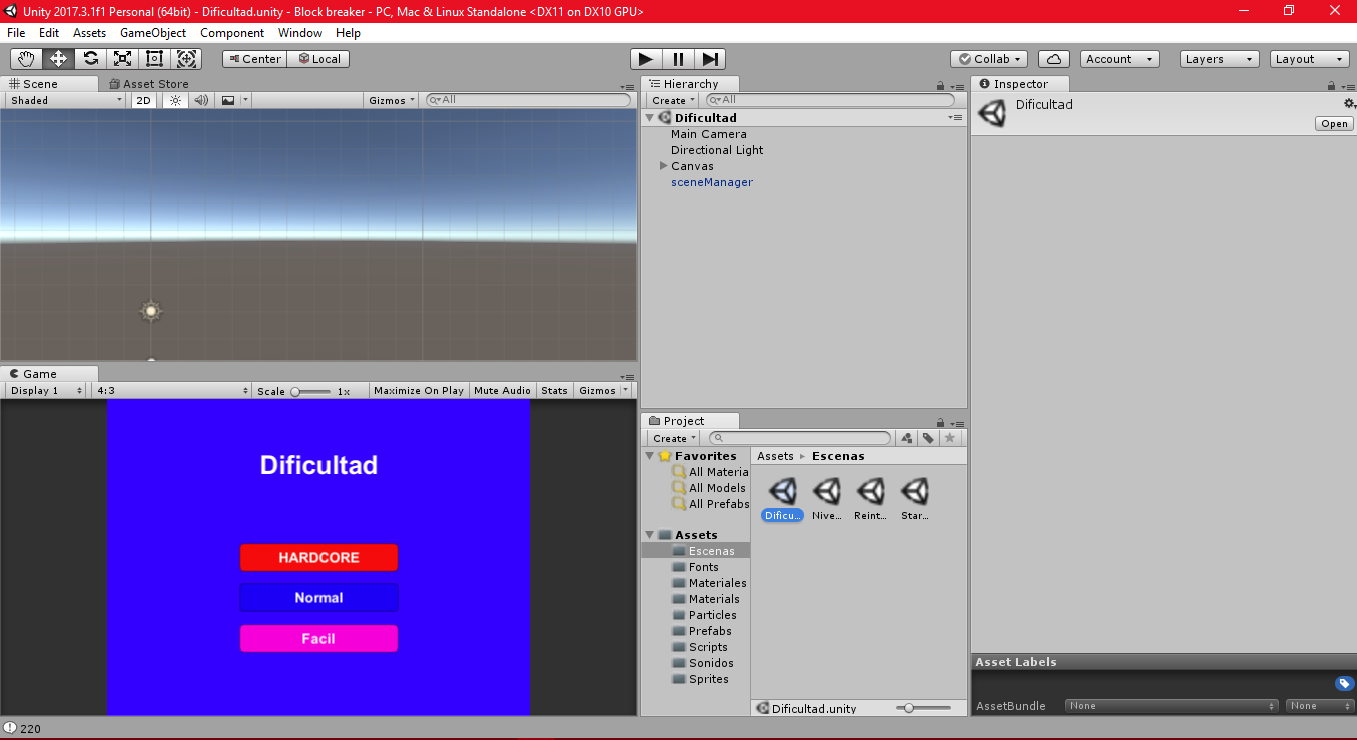 Unity 2017.3.1f1 Personal (64bit) - Dificultad.unity - Block breaker - PC, Mac & Linux Standalone <DX11 on DX10 GPU>
File Edit Assets GameObject Component Window Help
Center Local Collab Account Layers Layout
Scene Asset Store
Shaded 2D Gizmos All
Hierarchy
Create All
Dificultad
Main Camera
Directional Light
Canvas
sceneManager
Inspector
Dificultad
Open
Game
Display 1 4:3 Scale 1x Maximize On Play Mute Audio Stats Gizmos
Dificultad
HARDCORE
Normal
Facil
Project
Create
Favorites
All Materia
All Models
All Prefabs
Assets
Escenas
Fonts
Materiales
Materials
Particles
Prefabs
Scripts
Sonidos
Sprites
Assets Escenas
Dificu... Nive... Reint... Star...
Dificultad.unity
Asset Labels
AssetBundle None None
220